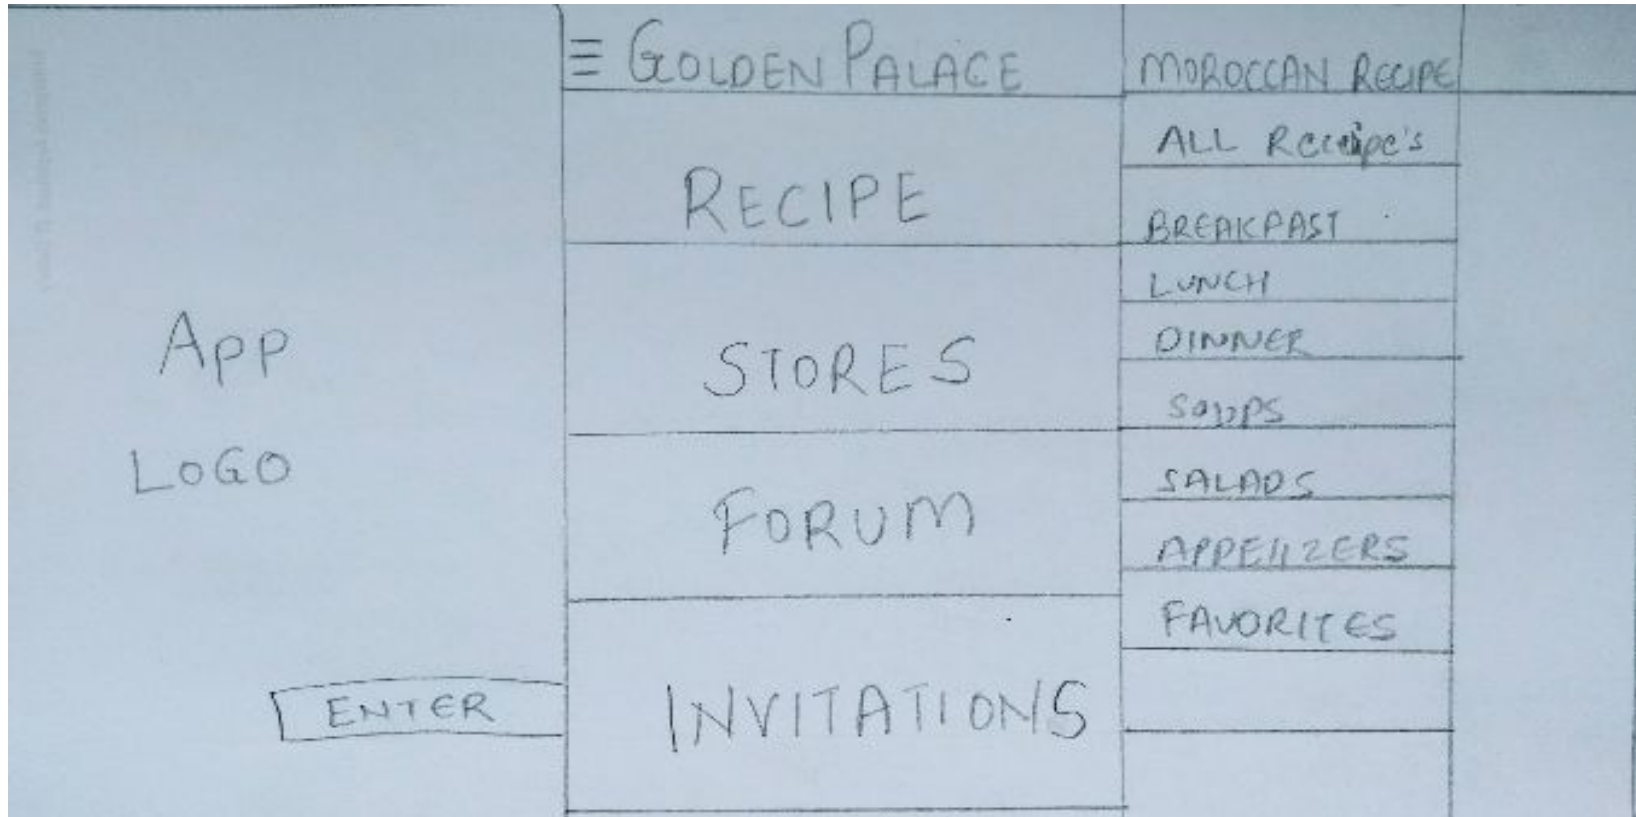 App
LOGO
ENTER
GOLDEN PALACE
RECIPE
STORES
FORUM
INVITATIONS
MOROCCAN RECIPE
ALL Receipe's
BREAKFAST
LUNCH
DINNER
SOUPS
SALADS
APPETIZERS
FAVORITES